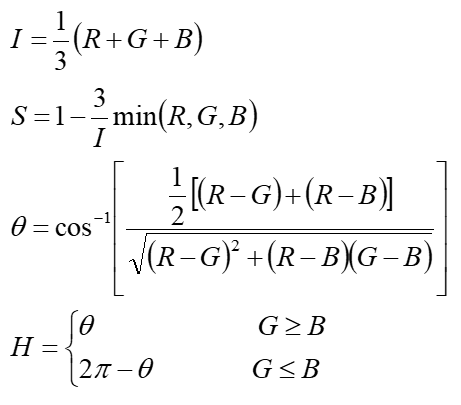 I = 1/3 (R + G + B)
S = 1 − 3/I min(R, G, B)
θ = cos⁻¹[ 1/2 [(R − G) + (R − B)] / √((R − G)² + (R − B)(G − B)) ]
H = { θ G ≥ B
2π − θ G ≤ B